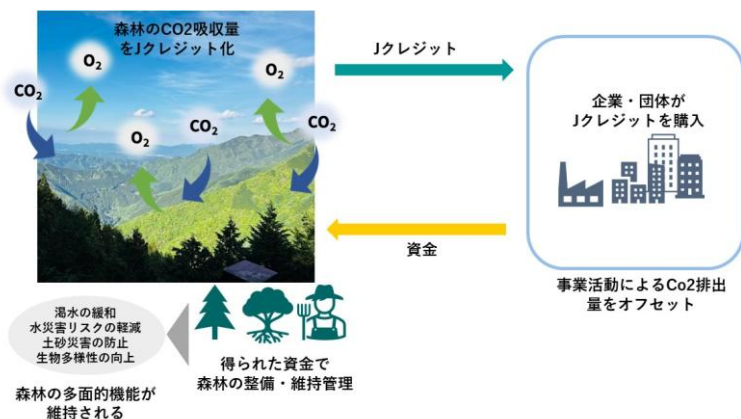 森林のCO2吸収量
をJクレジット化
O₂
CO₂
O₂
CO₂
O₂
CO₂
Jクレジット
企業・団体が
Jクレジットを購入
資金
事業活動によるCo2排出
量をオフセット
渇水の緩和
水災害リスクの軽減
土砂災害の防止
生物多様性の向上
得られた資金で
森林の整備・維持管理
森林の多面的機能が
維持される